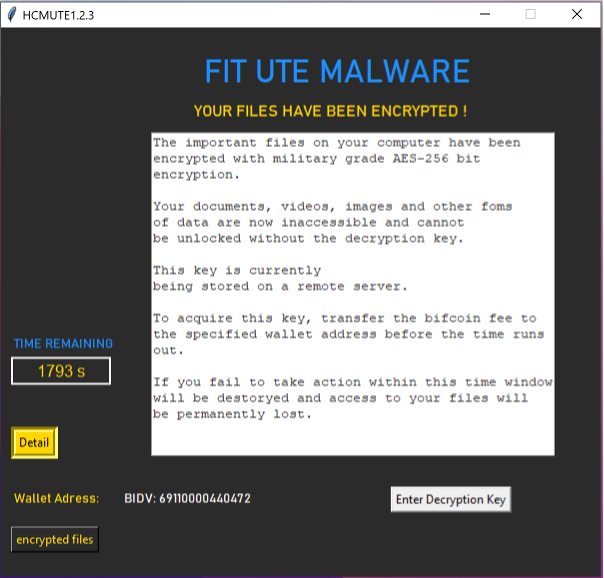 HCMUTE1.2.3
FIT UTE MALWARE
YOUR FILES HAVE BEEN ENCRYPTED !
The important files on your computer have been
encrypted with military grade AES-256 bit
encryption.
Your documents, videos, images and other foms
of data are now inaccessible and cannot
be unlocked without the decryption key.
This key is currently
being stored on a remote server.
To acquire this key, transfer the bifcoin fee to
the specified wallet address before the time runs
out.
If you fail to take action within this time window
will be destoryed and access to your files will
be permanently lost.
TIME REMAINING
1793 s
Detail
Wallet Adress: BIDV: 69110000440472
Enter Decryption Key
encrypted files